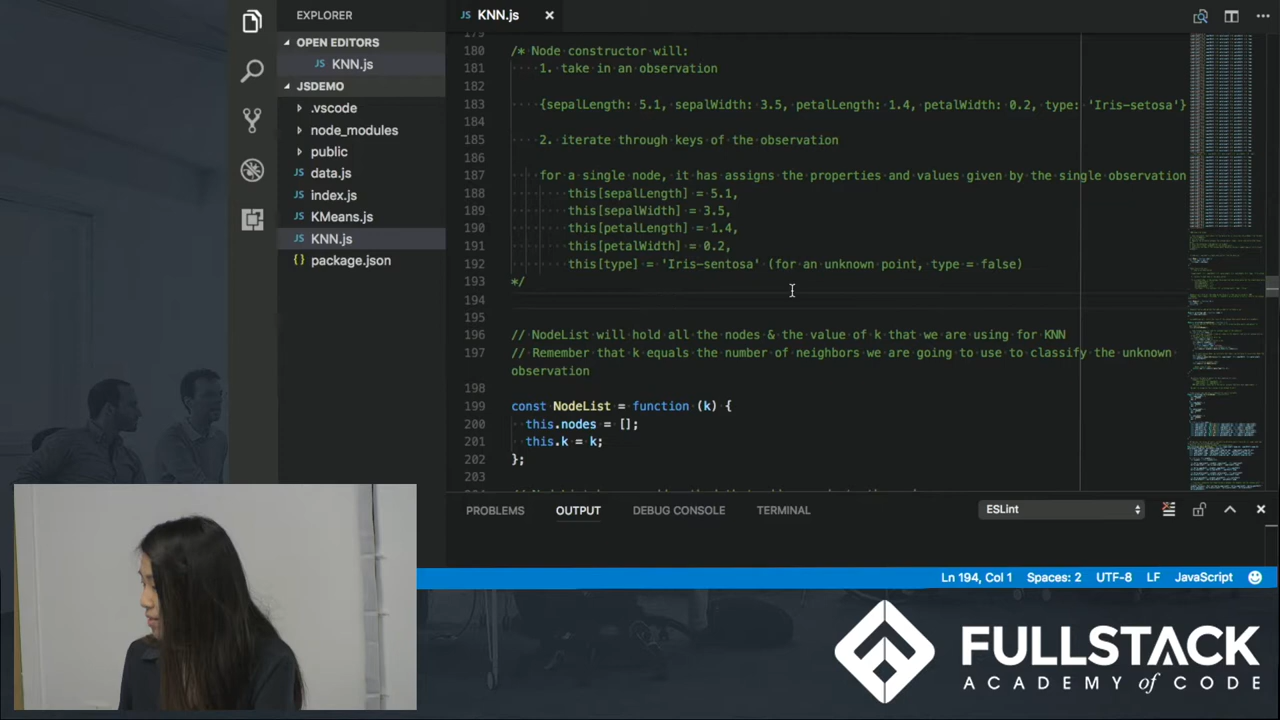 EXPLORER
OPEN EDITORS
JS KNN.js
JSDEMO
.vscode
node_modules
public
data.js
index.js
KMeans.js
KNN.js
{} package.json
JS KNN.js ×
179
180 /* Node constructor will:
181 1. take in an observation
182
183 {sepalLength: 5.1, sepalWidth: 3.5, petalLength: 1.4, petalWidth: 0.2, type: 'Iris-setosa'}
184
185 2. iterate through keys of the observation
186
187 for a single node, it has assigns the properties and values given by the single observation
188 this[sepalLength] = 5.1,
189 this[sepalWidth] = 3.5,
190 this[petalLength] = 1.4,
191 this[petalWidth] = 0.2,
192 this[type] = 'Iris-sentosa' (for an unknown point, type = false)
193 */
194
195
196 // NodeList will hold all the nodes & the value of k that we are using for KNN
197 // Remember that k equals the number of neighbors we are going to use to classify the unknown
observation
198
199 const NodeList = function (k) {
200 this.nodes = [];
201 this.k = k;
202 };
203
PROBLEMS OUTPUT DEBUG CONSOLE TERMINAL ESLint
Ln 194, Col 1 Spaces: 2 UTF-8 LF JavaScript
FULLSTACK
ACADEMY of CODE